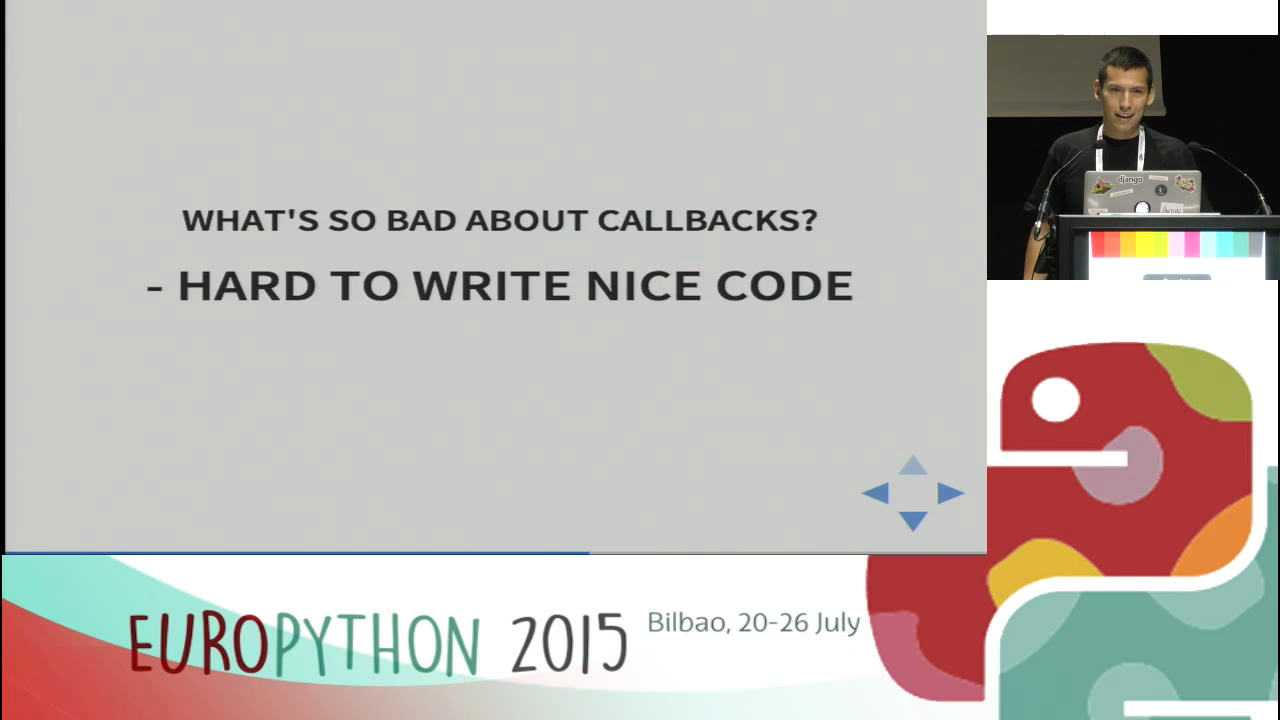 WHAT'S SO BAD ABOUT CALLBACKS?
- HARD TO WRITE NICE CODE
django
EUROPYTHON 2015
Bilbao, 20-26 July